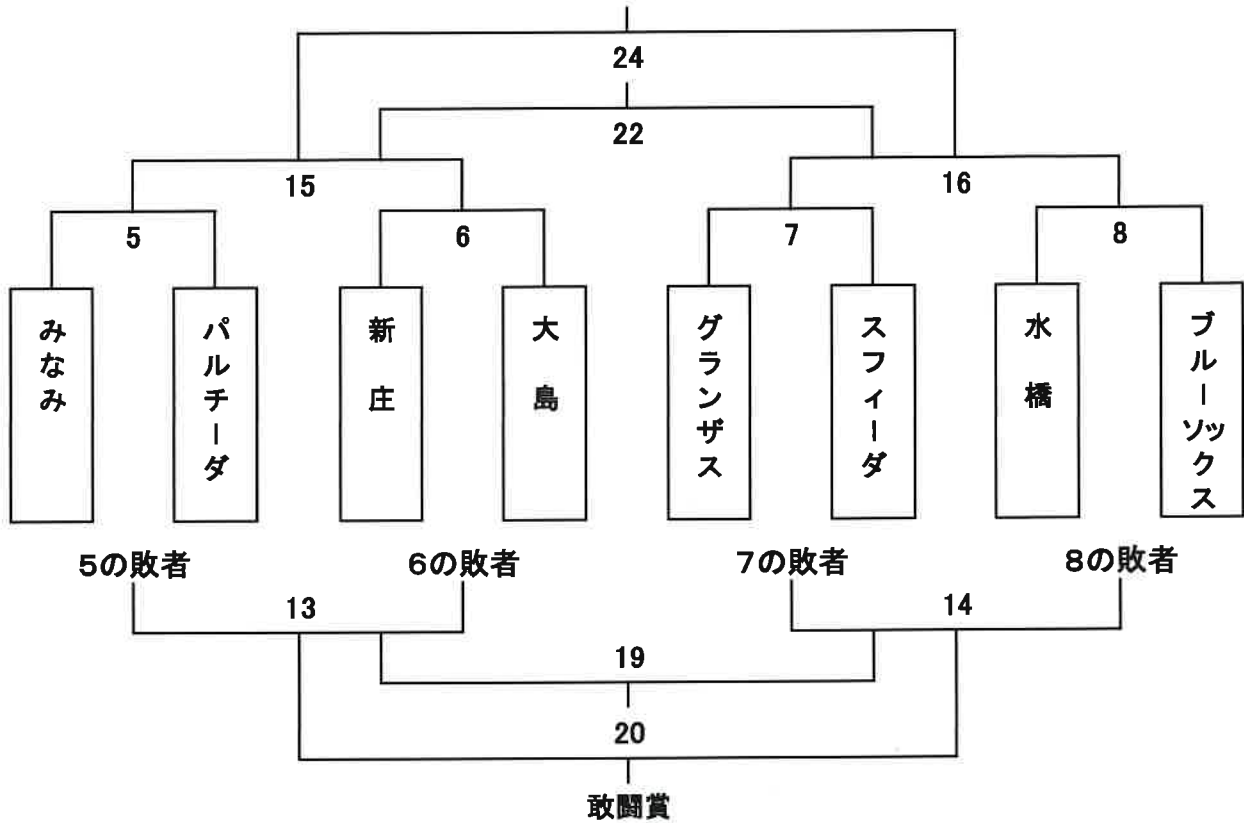 24
22
15
16
5
6
7
8
みなみ
パルチーダ
新庄
大島
グランザス
スフィーダ
水橋
ブルーソックス
5の敗者
6の敗者
7の敗者
8の敗者
13
14
19
20
敢闘賞